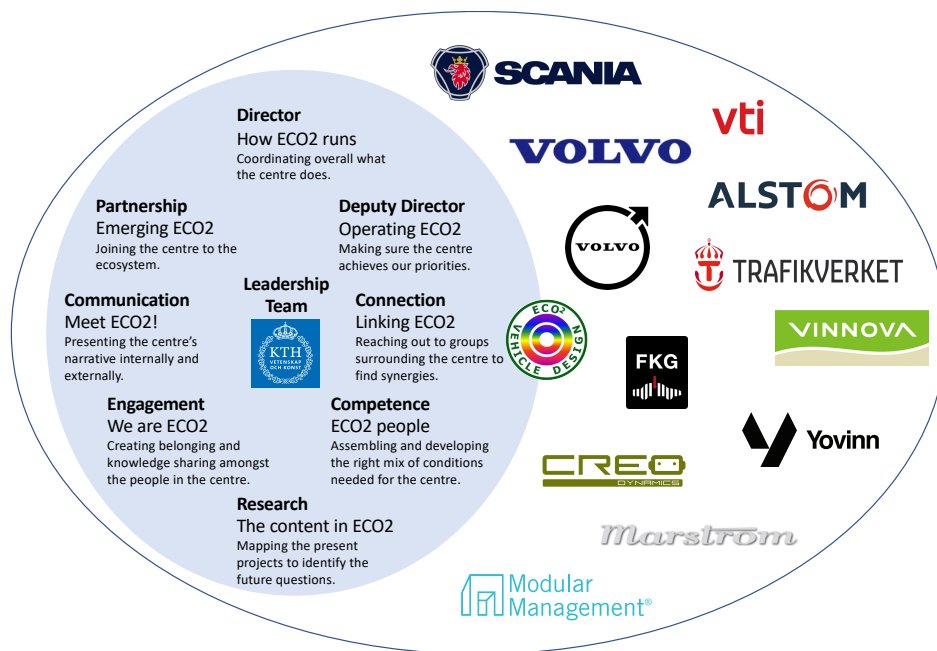 Director
How ECO2 runs
Coordinating overall what
the centre does.
Partnership
Emerging ECO2
Joining the centre to the
ecosystem.
Deputy Director
Operating ECO2
Making sure the centre
achieves our priorities.
Leadership
Team
KTH
VETENSKAP
OCH KONST
Communication
Meet ECO2!
Presenting the centre's
narrative internally and
externally.
Connection
Linking ECO2
Reaching out to groups
surrounding the centre to
find synergies.
Engagement
We are ECO2
Creating belonging and
knowledge sharing amongst
the people in the centre.
Competence
ECO2 people
Assembling and developing
the right mix of conditions
needed for the centre.
Research
The content in ECO2
Mapping the present
projects to identify the
future questions.
SCANIA
vti
VOLVO
ALSTOM
VOLVO
TRAFIKVERKET
ECO² VEHICLE DESIGN
VINNOVA
FKG
Yovinn
CREO
DYNAMICS
Marström
Modular
Management®